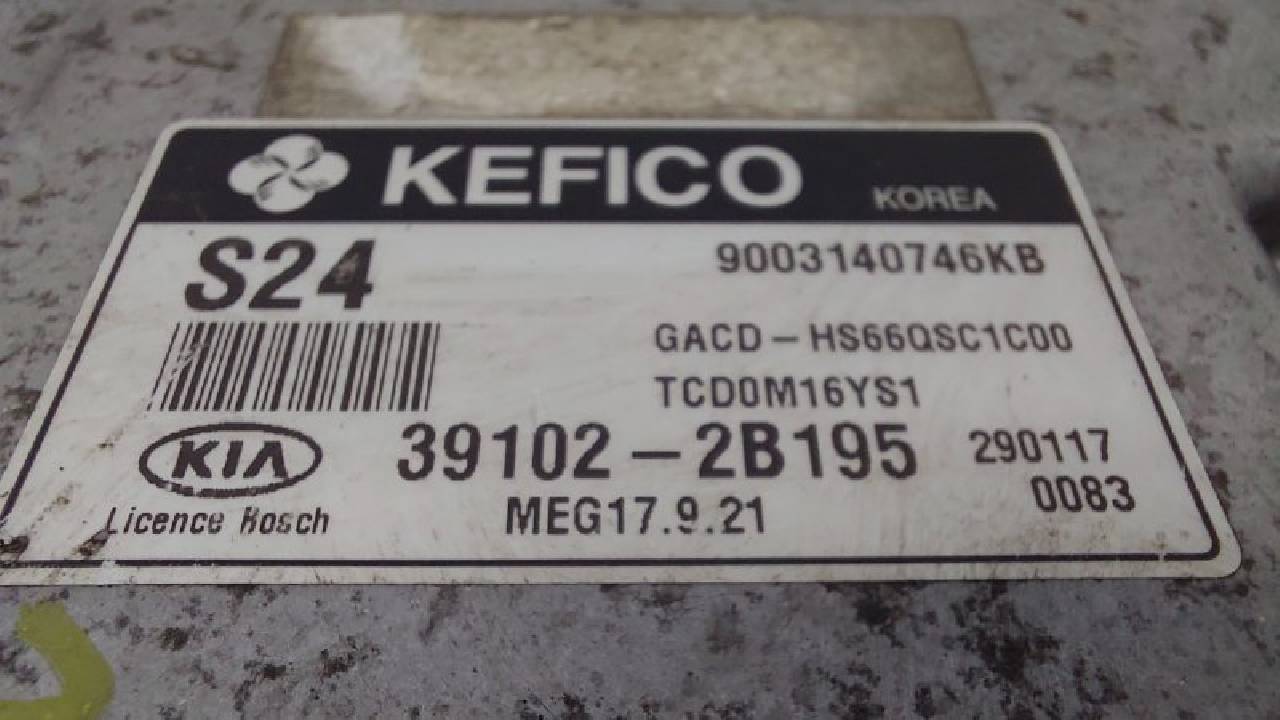 KEFICO KOREA
S24 9003140746KB
GACD-HS66QSC1C00
TCD0M16YS1
KIA 39102-2B195 290117
Licence Bosch MEG17.9.21 0083